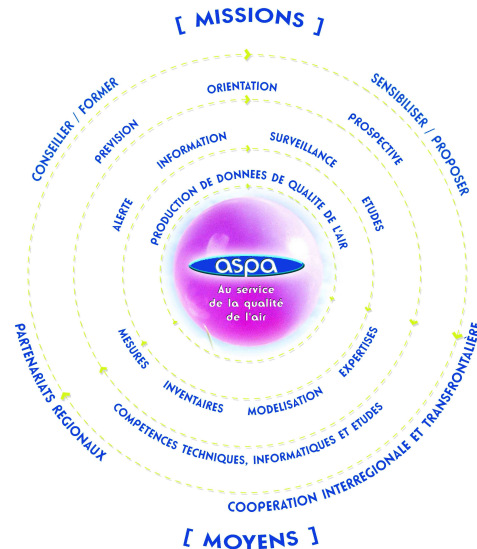 [ MISSIONS ]
CONSEILLER / FORMER
SENSIBILISER / PROPOSER
ORIENTATION
PREVISION
PROSPECTIVE
INFORMATION
SURVEILLANCE
ALERTE
ETUDES
PRODUCTION DE DONNEES DE QUALITE DE L'AIR
aspa
Au service
de la qualité
de l'air
MESURES
INVENTAIRES
MODELISATION
EXPERTISES
COMPETENCES TECHNIQUES, INFORMATIQUES ET ETUDES
PARTENARIATS REGIONAUX
COOPERATION INTERREGIONALE ET TRANSFRONTALIÈRE
[ MOYENS ]